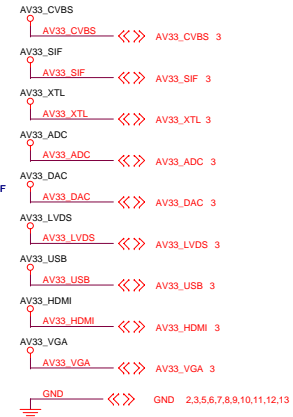 AV33_CVBS
AV33_CVBS AV33_CVBS 3
AV33_SIF
AV33_SIF AV33_SIF 3
AV33_XTL
AV33_XTL AV33_XTL 3
AV33_ADC
AV33_ADC AV33_ADC 3
AV33_DAC
F
AV33_DAC AV33_DAC 3
AV33_LVDS
AV33_LVDS AV33_LVDS 3
AV33_USB
AV33_USB AV33_USB 3
AV33_HDMI
AV33_HDMI AV33_HDMI 3
AV33_VGA
AV33_VGA AV33_VGA 3
GND GND 2,3,5,6,7,8,9,10,11,12,13